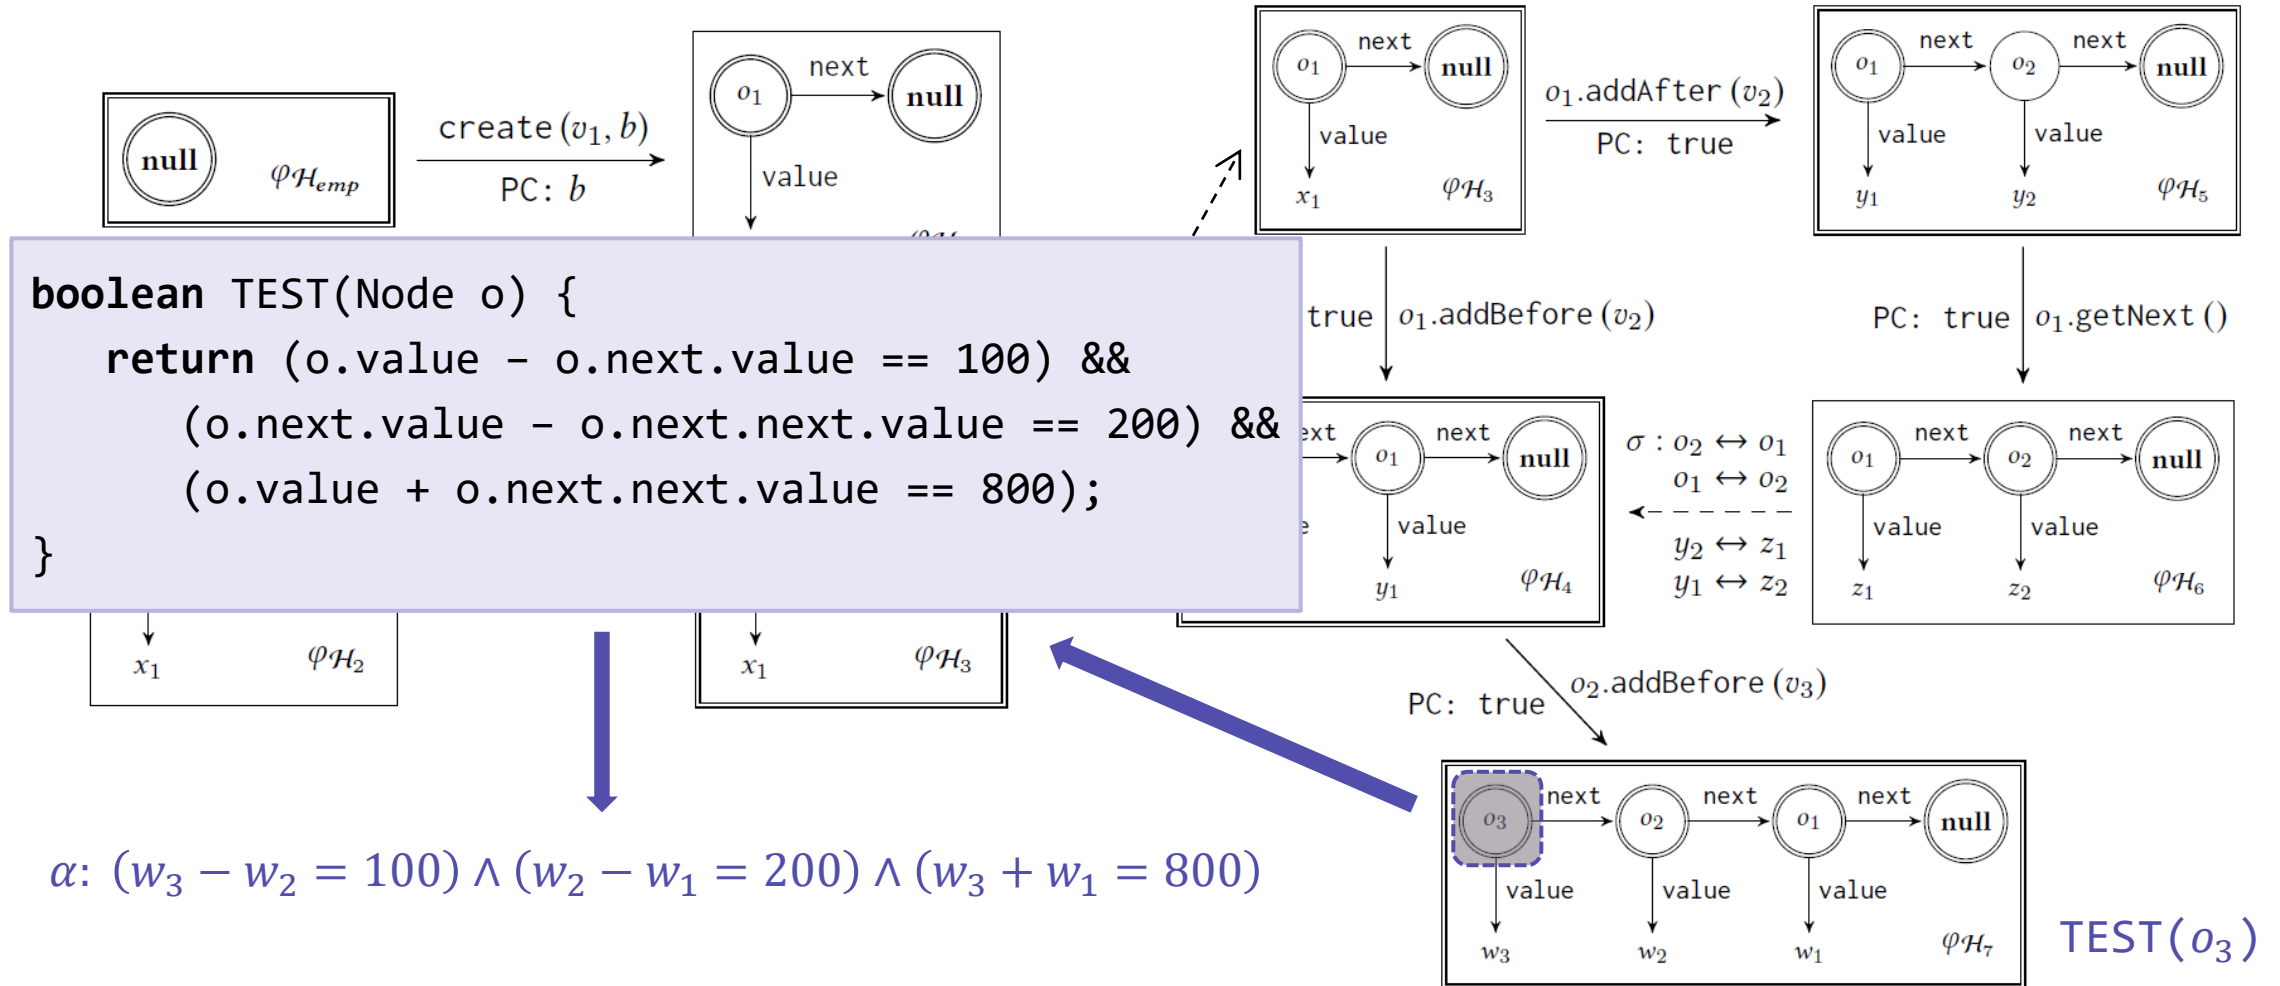 null
φ𝓗ₑₘₚ
create(v₁, b)
PC: b
o₁
next
null
value
boolean TEST(Node o) {
return (o.value – o.next.value == 100) &&
(o.next.value – o.next.next.value == 200) &&
(o.value + o.next.next.value == 800);
}
x₁
φ𝓗₂
x₁
φ𝓗₃
o₁
next
null
value
x₁
φ𝓗₃
o₁.addAfter(v₂)
PC: true
o₁
next
o₂
next
null
value
value
y₁
y₂
φ𝓗₅
true
o₁.addBefore(v₂)
PC: true
o₁.getNext()
o₁
next
null
value
y₁
φ𝓗₄
σ : o₂ ↔ o₁
o₁ ↔ o₂
y₂ ↔ z₁
y₁ ↔ z₂
o₁
next
o₂
next
null
value
value
z₁
z₂
φ𝓗₆
PC: true
o₂.addBefore(v₃)
o₃
next
o₂
next
o₁
next
null
value
value
value
w₃
w₂
w₁
φ𝓗₇
α: (w₃ − w₂ = 100) ∧ (w₂ − w₁ = 200) ∧ (w₃ + w₁ = 800)
TEST(o₃)